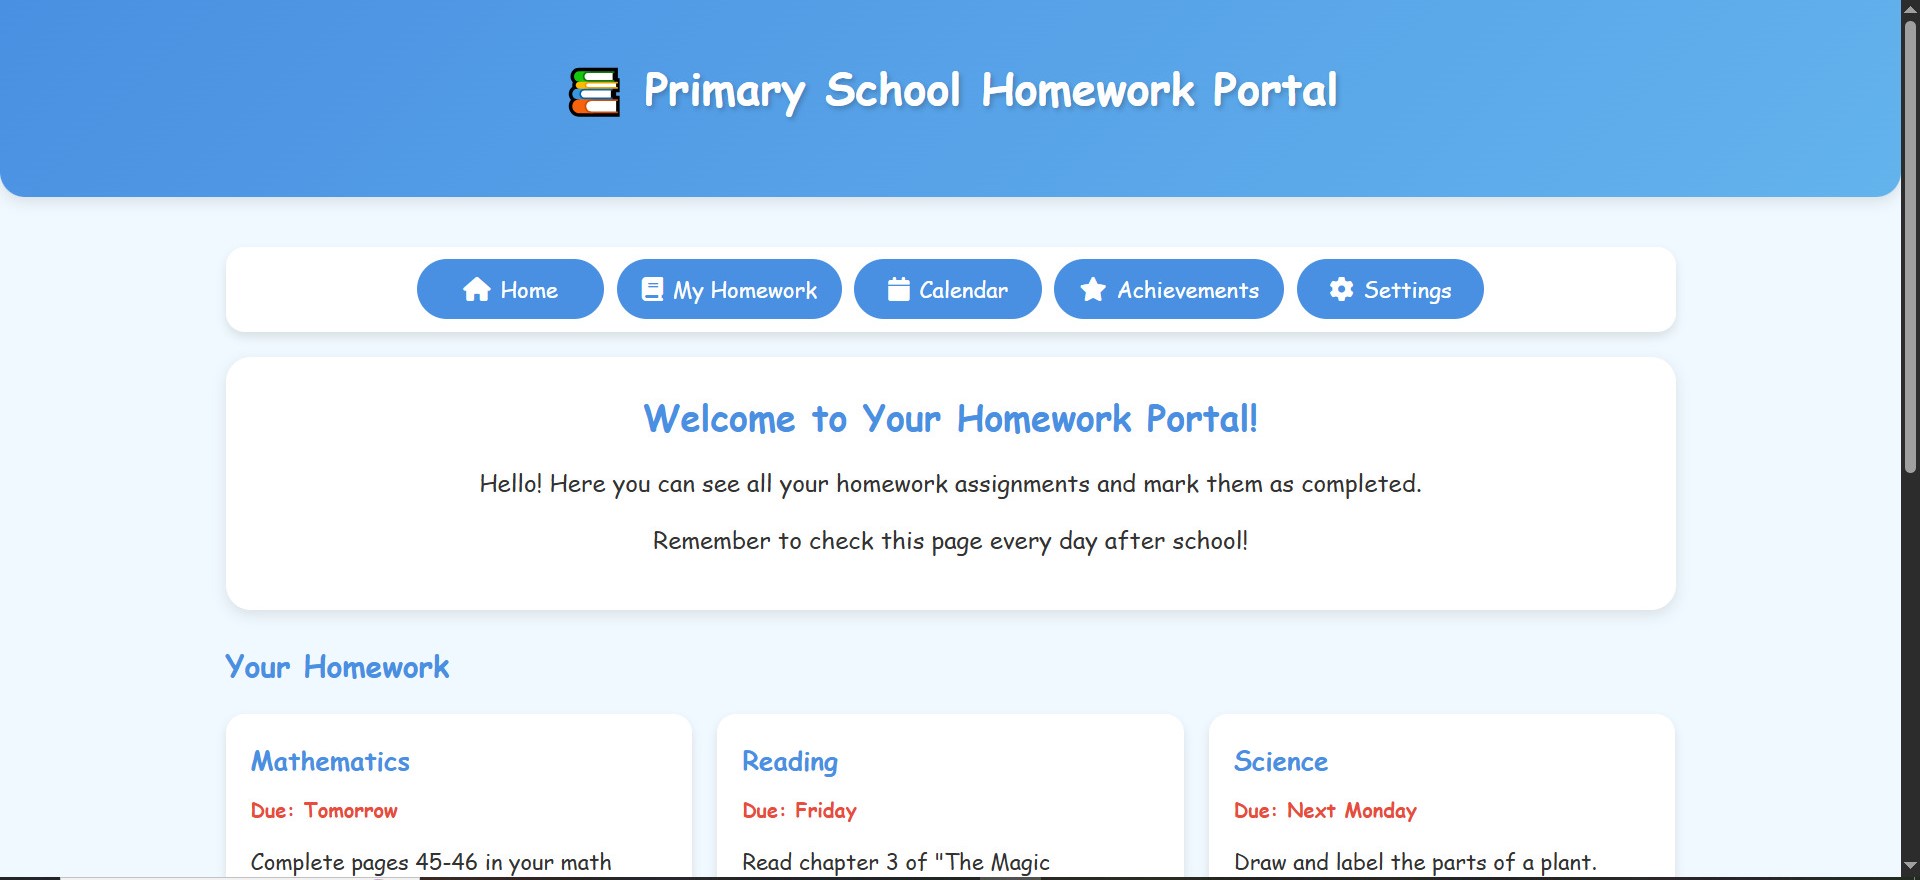 Primary School Homework Portal
Home
My Homework
Calendar
Achievements
Settings
Welcome to Your Homework Portal!
Hello! Here you can see all your homework assignments and mark them as completed.
Remember to check this page every day after school!
Your Homework
Mathematics
Due: Tomorrow
Complete pages 45-46 in your math
Reading
Due: Friday
Read chapter 3 of "The Magic
Science
Due: Next Monday
Draw and label the parts of a plant.